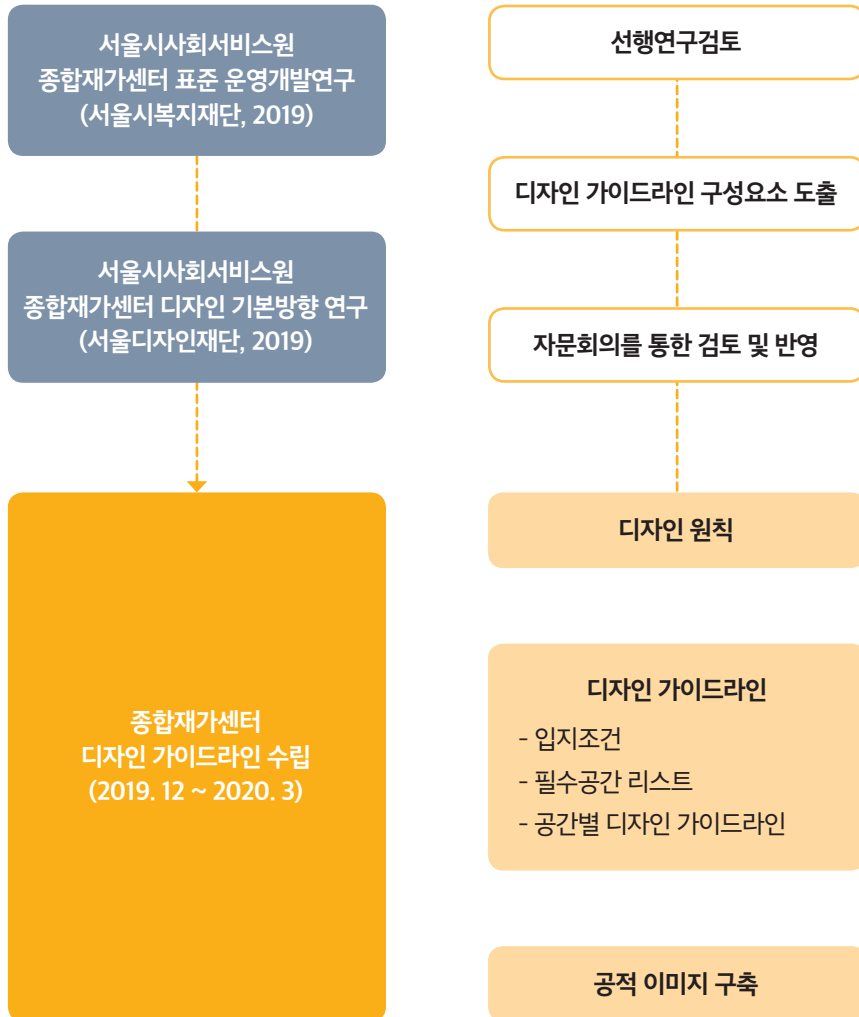 서울시사회서비스원
종합재가센터 표준 운영개발연구
(서울시복지재단, 2019)
서울시사회서비스원
종합재가센터 디자인 기본방향 연구
(서울디자인재단, 2019)
종합재가센터
디자인 가이드라인 수립
(2019. 12 ~ 2020. 3)
선행연구검토
디자인 가이드라인 구성요소 도출
자문회의를 통한 검토 및 반영
디자인 원칙
디자인 가이드라인
- 입지조건
- 필수공간 리스트
- 공간별 디자인 가이드라인
공적 이미지 구축